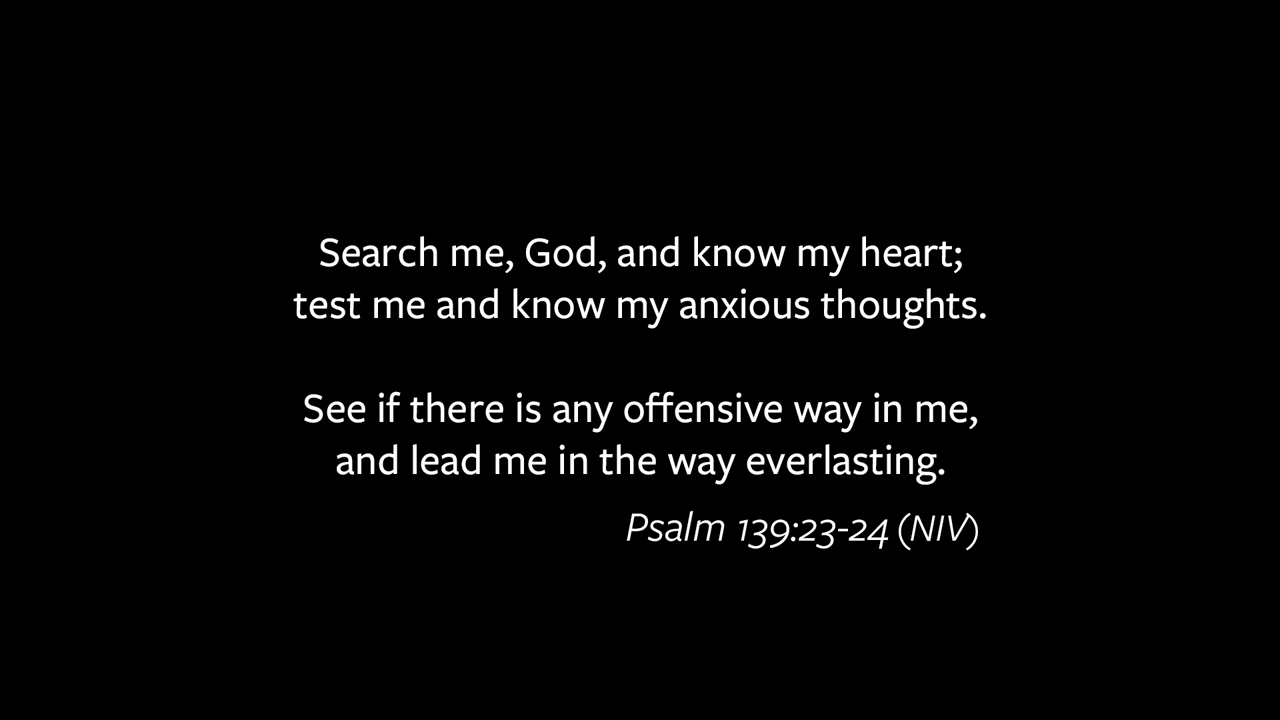 Search me, God, and know my heart;
test me and know my anxious thoughts.
See if there is any offensive way in me,
and lead me in the way everlasting.
Psalm 139:23-24 (NIV)